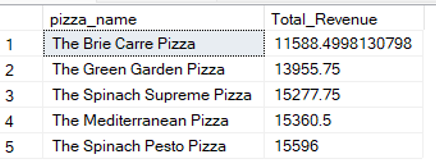 pizza_name Total_Revenue
1 The Brie Carre Pizza 11588.4998130798
2 The Green Garden Pizza 13955.75
3 The Spinach Supreme Pizza 15277.75
4 The Mediterranean Pizza 15360.5
5 The Spinach Pesto Pizza 15596